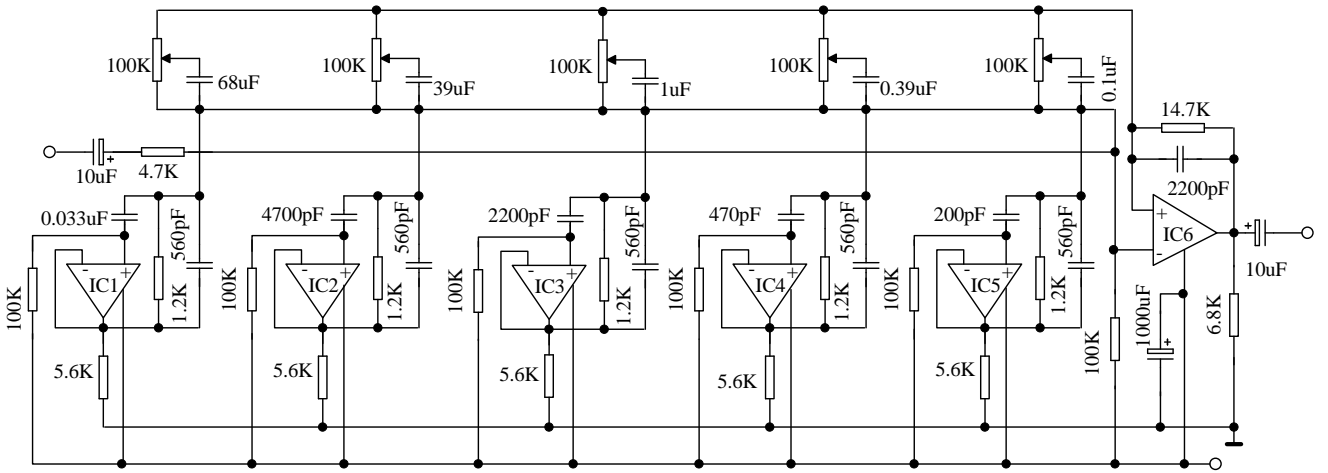 100K
68uF
100K
39uF
100K
1uF
100K
0.39uF
100K
0.1uF
14.7K
2200pF
+
10uF
4.7K
0.033uF
560pF
4700pF
560pF
2200pF
560pF
470pF
560pF
200pF
560pF
+
IC6
-
+
10uF
100K
-
+
IC1
1.2K
100K
-
+
IC2
1.2K
100K
-
+
IC3
1.2K
100K
-
+
IC4
1.2K
100K
-
+
IC5
1.2K
100K
1000uF
+
6.8K
5.6K
5.6K
5.6K
5.6K
5.6K